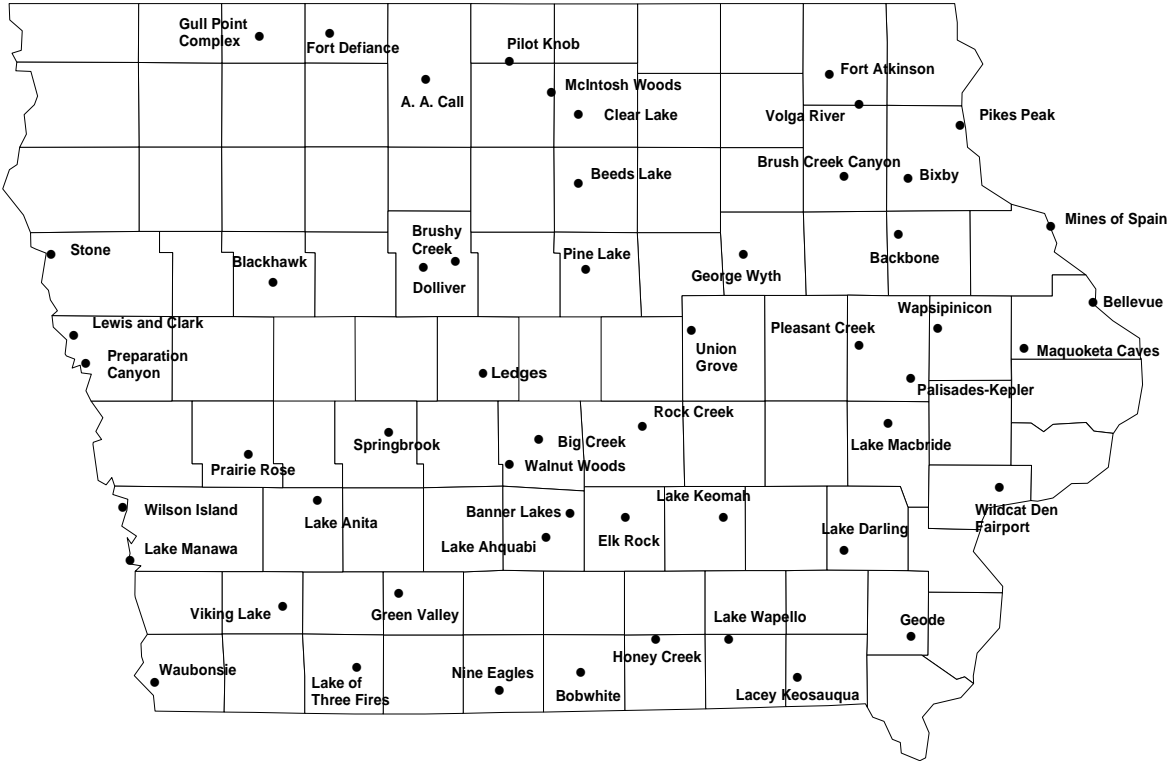 Gull Point
Complex
Fort Defiance
Pilot Knob
A. A. Call
McIntosh Woods
Clear Lake
Fort Atkinson
Volga River
Pikes Peak
Brush Creek Canyon
Bixby
Beeds Lake
Mines of Spain
Stone
Blackhawk
Brushy
Creek
Dolliver
Pine Lake
George Wyth
Backbone
Bellevue
Lewis and Clark
Preparation
Canyon
Ledges
Union
Grove
Pleasant Creek
Wapsipinicon
Maquoketa Caves
Palisades-Kepler
Rock Creek
Springbrook
Big Creek
Walnut Woods
Prairie Rose
Lake Macbride
Wilson Island
Lake Anita
Banner Lakes
Lake Keomah
Elk Rock
Lake Ahquabi
Lake Darling
Wildcat Den
Fairport
Lake Manawa
Viking Lake
Green Valley
Lake Wapello
Geode
Honey Creek
Waubonsie
Lake of
Three Fires
Nine Eagles
Bobwhite
Lacey Keosauqua